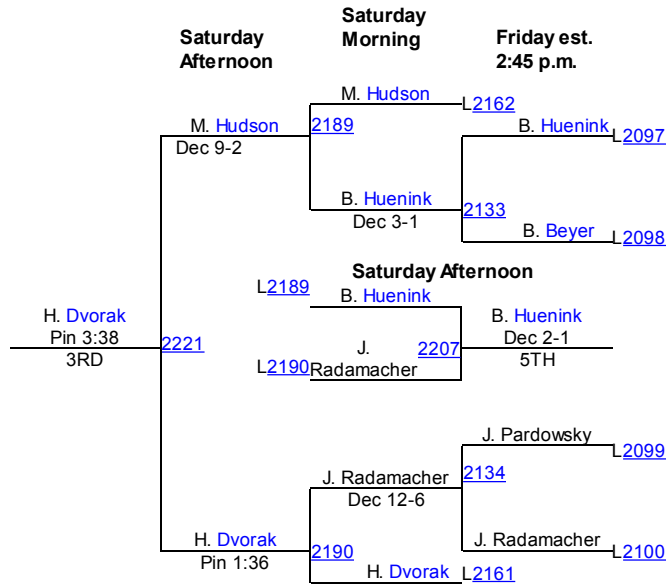 Saturday
Afternoon
Saturday
Morning
Friday est.
2:45 p.m.
M. Hudson
L2162
M. Hudson
2189
B. Huenink
L2097
Dec 9-2
B. Huenink
2133
Dec 3-1
B. Beyer
L2098
Saturday Afternoon
L2189
B. Huenink
H. Dvorak
B. Huenink
Pin 3:38
2221
J.
2207
Dec 2-1
3RD
L2190
Radamacher
5TH
J. Pardowsky
L2099
J. Radamacher
2134
Dec 12-6
H. Dvorak
2190
J. Radamacher
L2100
Pin 1:36
H. Dvorak
L2161